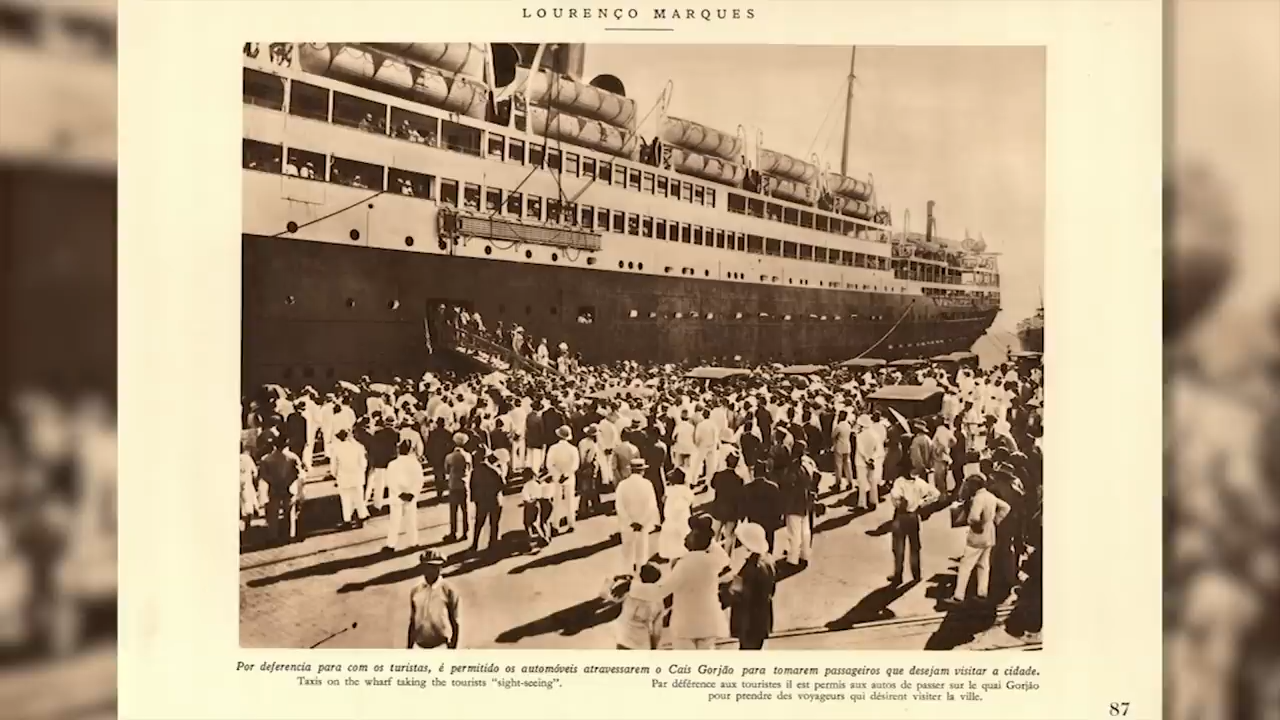 LOURENÇO MARQUES
Por deferencia para com os turistas, é permitido os automóveis atravessarem o Cais Gorjão para tomarem passageiros que desejam visitar a cidade.
Taxis on the wharf taking the tourists “sight-seeing”.
Par déférence aux touristes il est permis aux autos de passer sur le quai Gorjão
pour prendre des voyageurs qui désirent visiter la ville.
87